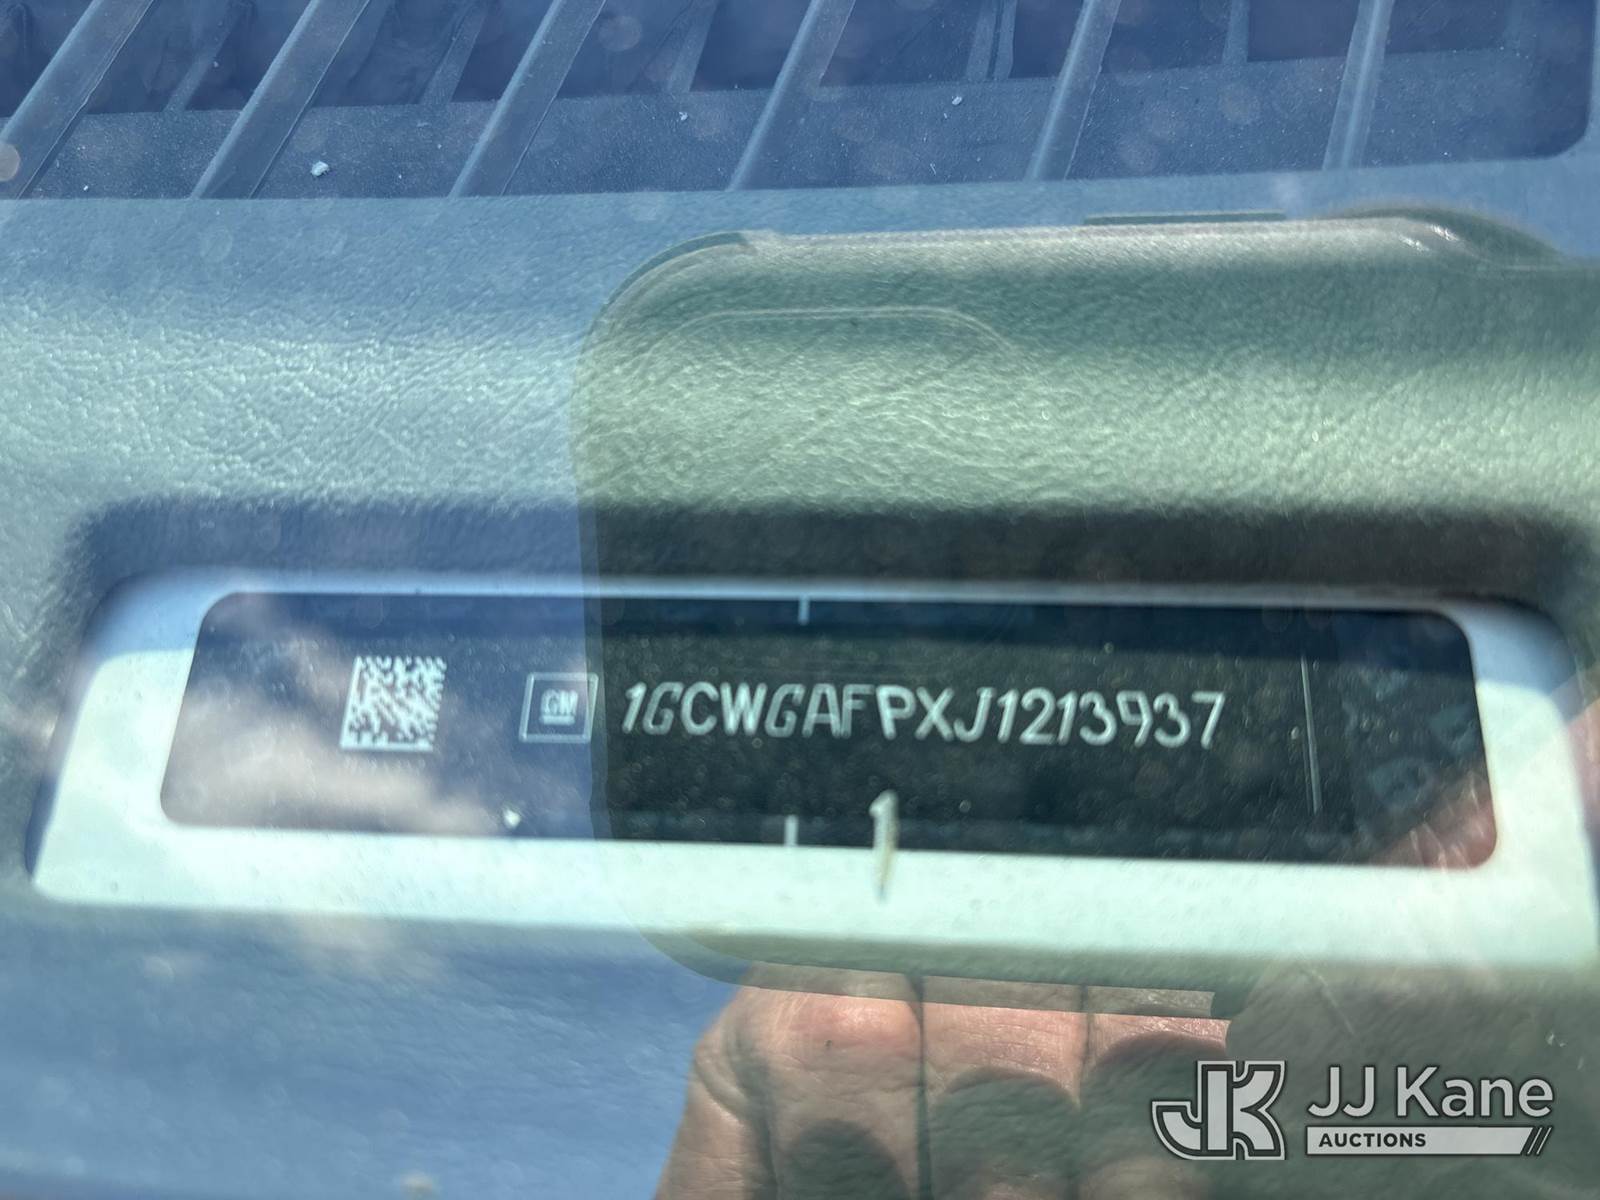 GM 1GCWGAFPXJ1213937
JJ Kane
AUCTIONS